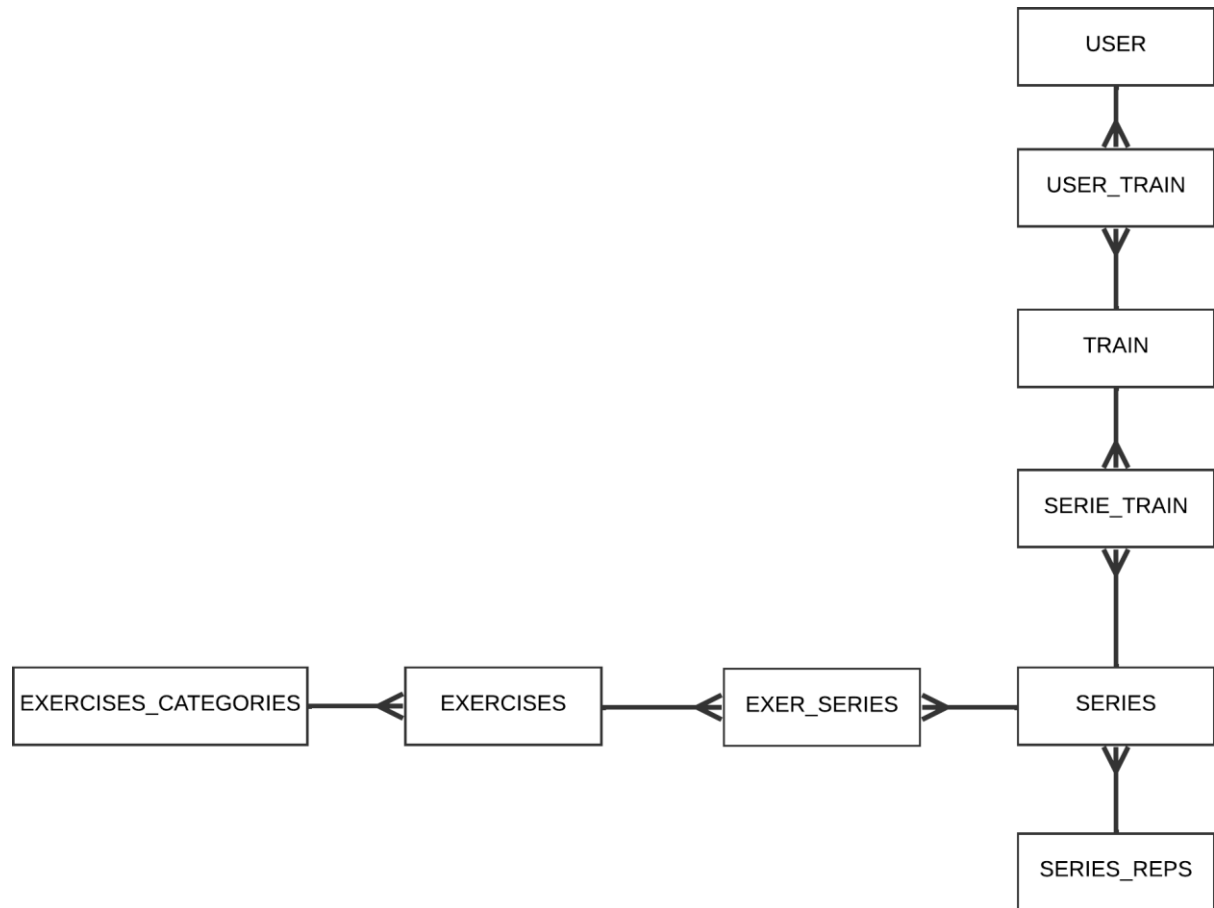 USER
USER_TRAIN
TRAIN
SERIE_TRAIN
EXERCISES_CATEGORIES
EXERCISES
EXER_SERIES
SERIES
SERIES_REPS